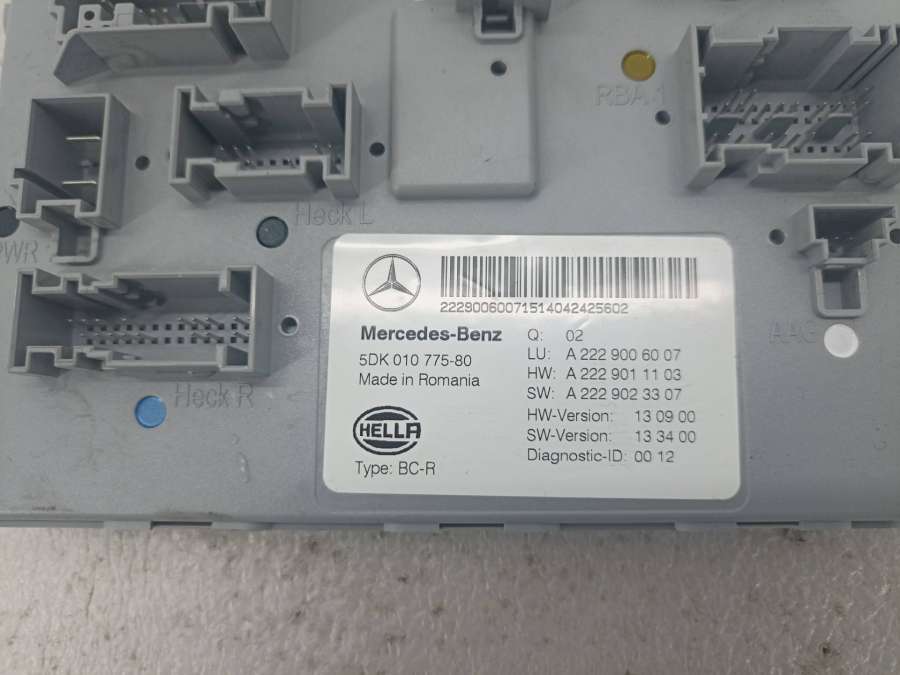 RBA 1
Heck L
PWR
22290060071514042425602
Mercedes-Benz
Q: 02
5DK 010 775-80
LU: A 222 900 60 07
Made in Romania
HW: A 222 901 11 03
SW: A 222 902 33 07
AAG
Heck R
HELLA
HW-Version: 13 09 00
SW-Version: 13 34 00
Type: BC-R
Diagnostic-ID: 00 12